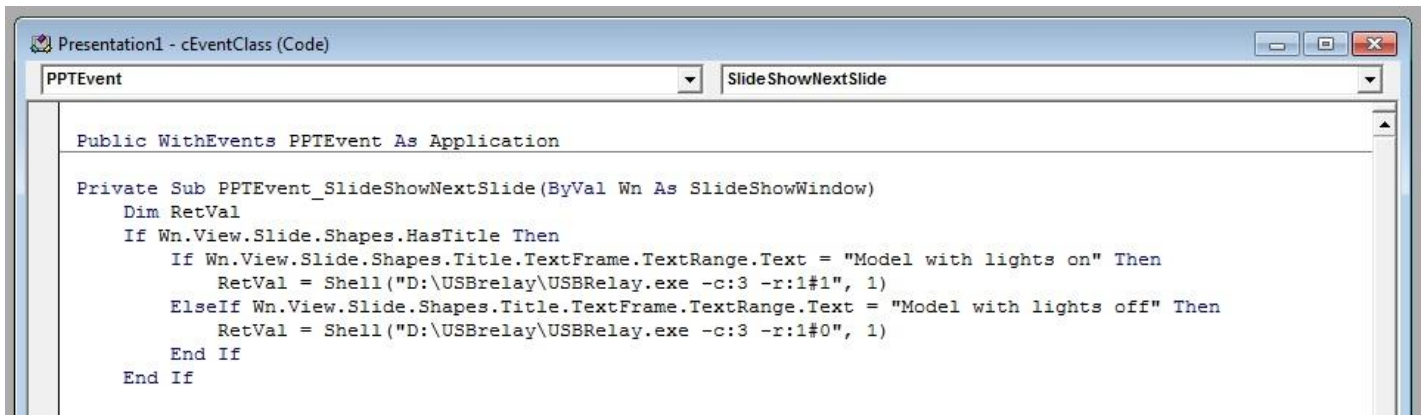 Presentation1 - cEventClass (Code)
PPTEvent SlideShowNextSlide
Public WithEvents PPTEvent As Application
Private Sub PPTEvent_SlideShowNextSlide(ByVal Wn As SlideShowWindow)
    Dim RetVal
    If Wn.View.Slide.Shapes.HasTitle Then
        If Wn.View.Slide.Shapes.Title.TextFrame.TextRange.Text = "Model with lights on" Then
            RetVal = Shell("D:\USBrelay\USBRelay.exe -c:3 -r:1#1", 1)
        ElseIf Wn.View.Slide.Shapes.Title.TextFrame.TextRange.Text = "Model with lights off" Then
            RetVal = Shell("D:\USBrelay\USBRelay.exe -c:3 -r:1#0", 1)
        End If
    End If